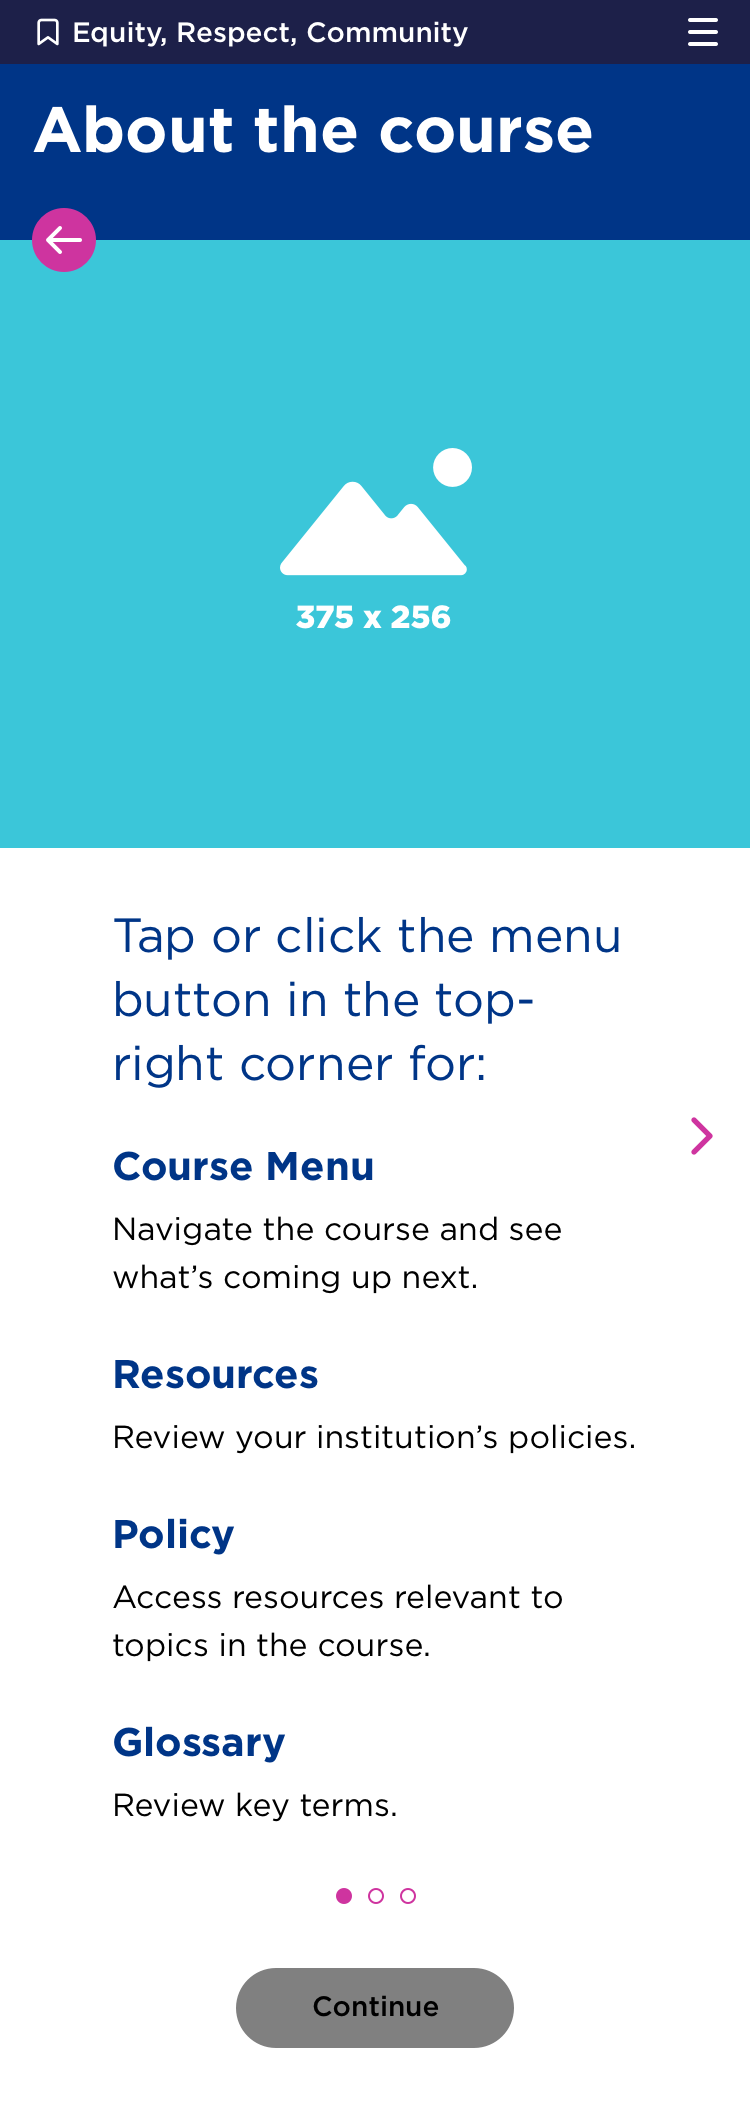 Equity, Respect, Community
About the course
375 x 256
Tap or click the menu
button in the top-
right corner for:
Course Menu
Navigate the course and see
what’s coming up next.
Resources
Review your institution’s policies.
Policy
Access resources relevant to
topics in the course.
Glossary
Review key terms.
Continue